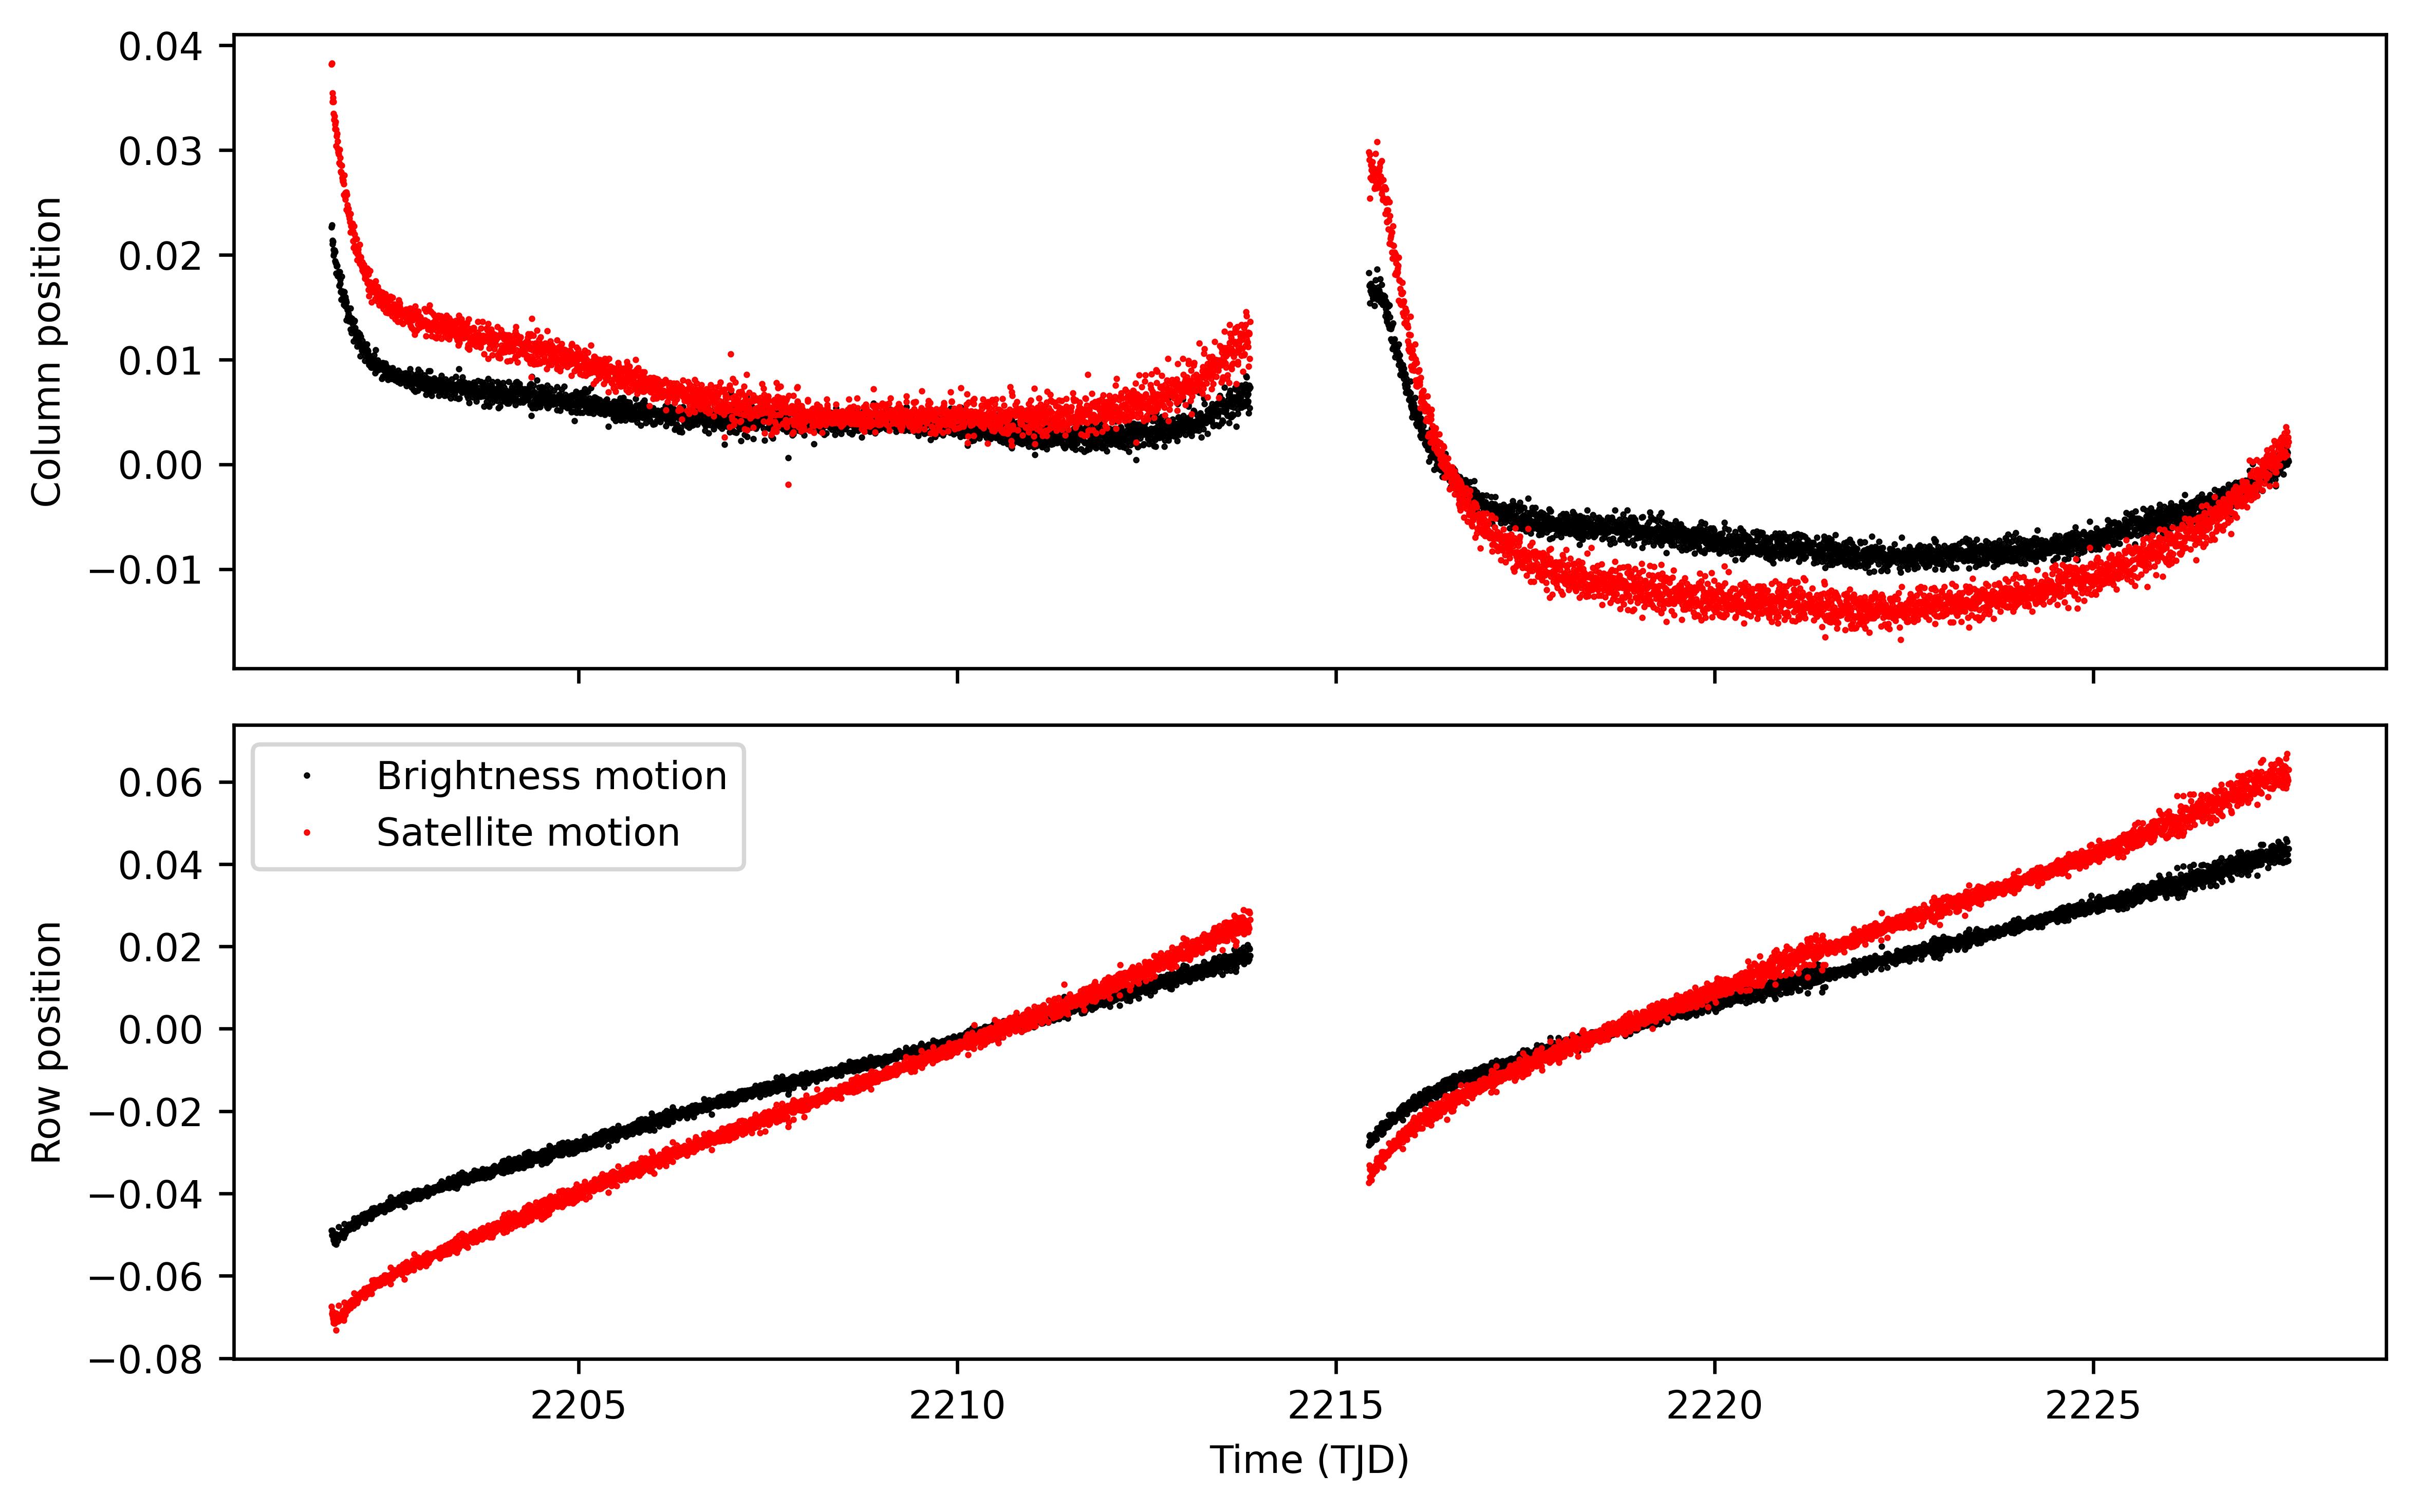 0.04
0.03
0.02
0.01
0.00
−0.01
Column position
Brightness motion
Satellite motion
0.06
0.04
0.02
0.00
−0.02
−0.04
−0.06
−0.08
Row position
2205 2210 2215 2220 2225
Time (TJD)